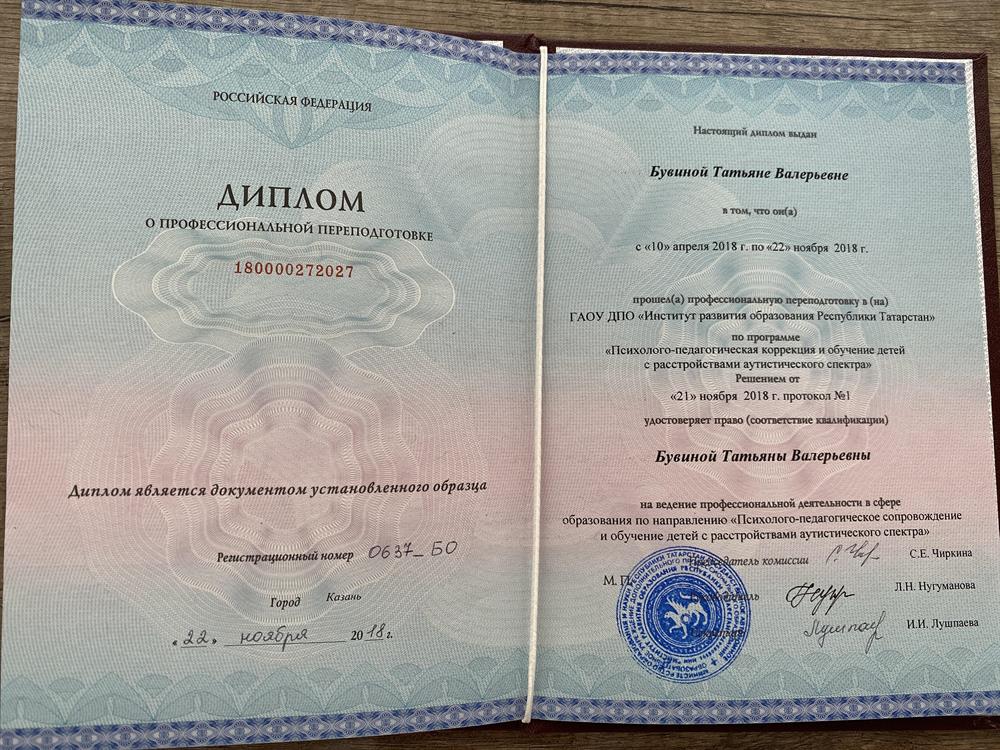 РОССИЙСКАЯ ФЕДЕРАЦИЯ
ДИПЛОМ
О ПРОФЕССИОНАЛЬНОЙ ПЕРЕПОДГОТОВКЕ
180000272027
Диплом является документом установленного образца
Регистрационный номер 0637_БО
Город Казань
«22» ноября 2018 г.
Настоящий диплом выдан
Бувиной Татьяне Валерьевне
в том, что он(а)
с «10» апреля 2018 г. по «22» ноября 2018 г.
прошел(а) профессиональную переподготовку в (на)
ГАОУ ДПО «Институт развития образования Республики Татарстан»
по программе
«Психолого-педагогическая коррекция и обучение детей
с расстройствами аутистического спектра»
Решением от
«21» ноября 2018 г. протокол №1
удостоверяет право (соответствие квалификации)
Бувиной Татьяны Валерьевны
на ведение профессиональной деятельности в сфере
образования по направлению «Психолого-педагогическое сопровождение
и обучение детей с расстройствами аутистического спектра»
Председатель комиссии С.Е. Чиркина
М. П.
Руководитель Л.Н. Нугуманова
Секретарь Лушпаева И.И. Лушпаева